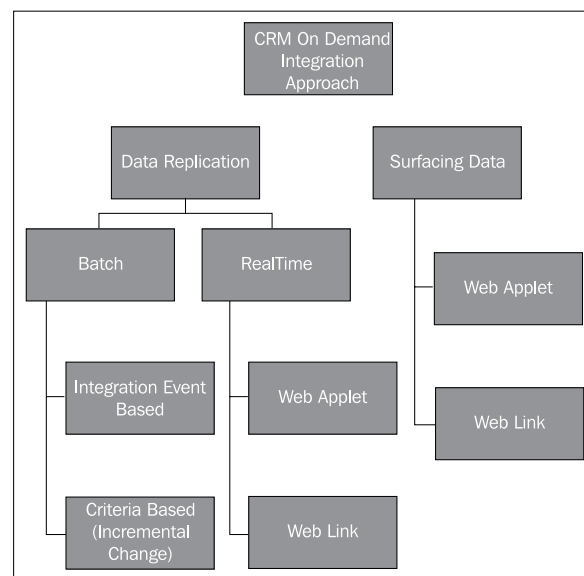 CRM On Demand
Integration
Approach
Data Replication
Surfacing Data
Batch
RealTime
Web Applet
Integration Event
Based
Web Applet
Web Link
Criteria Based
(Incremental
Change)
Web Link